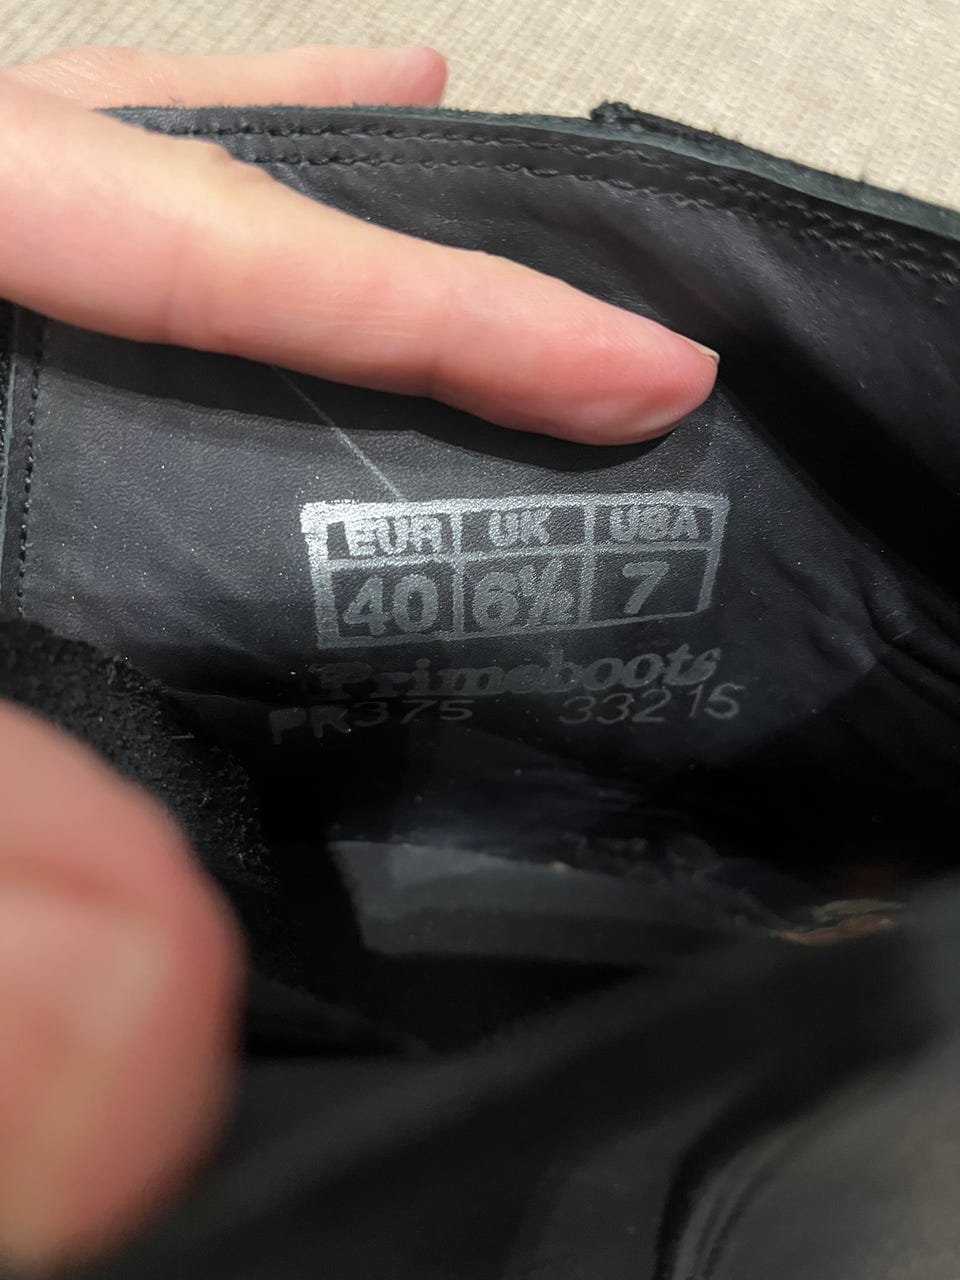 EUR UK USA
40 6½ 7
Primeboots
PR375 33215